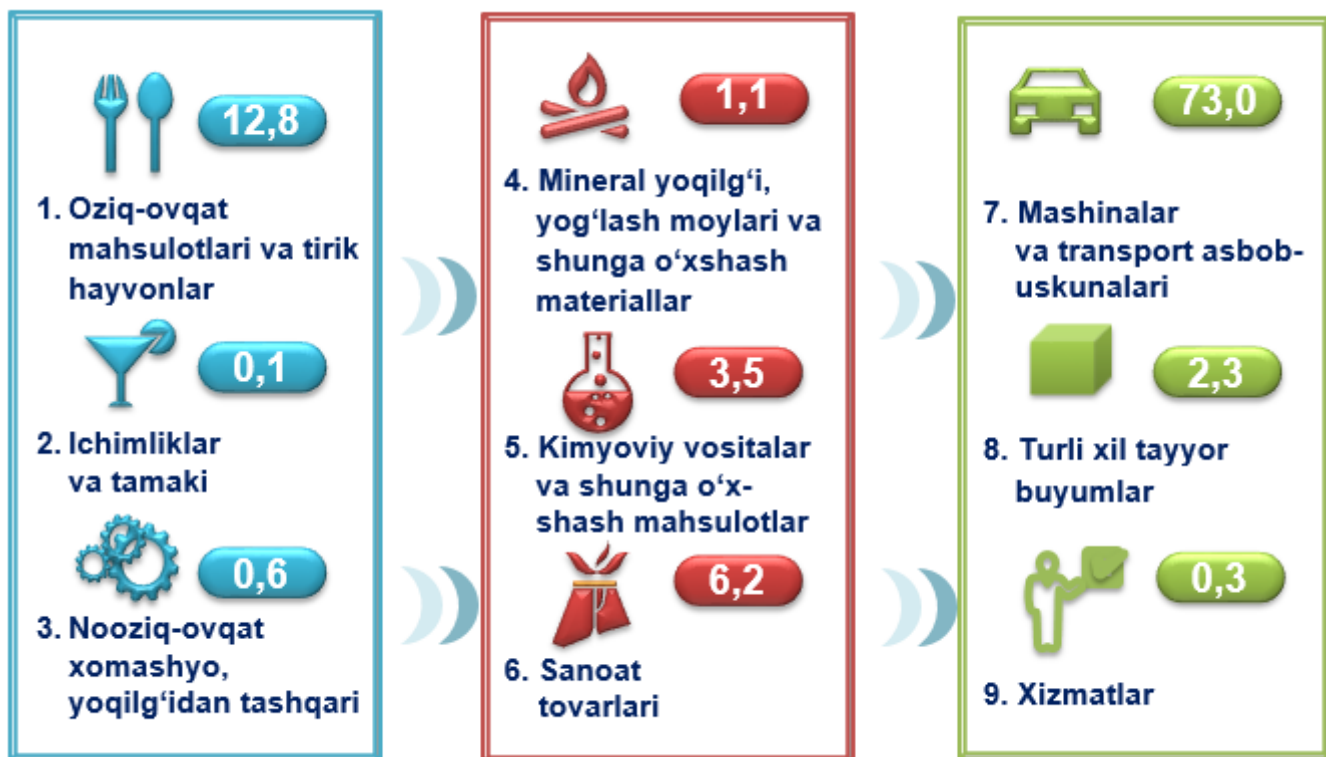 12,8
1. Oziq-ovqat
mahsulotlari va tirik
hayvonlar
0,1
2. Ichimliklar
va tamaki
0,6
3. Nooziq-ovqat
xomashyo,
yoqilg‘idan tashqari
1,1
4. Mineral yoqilg‘i,
yog‘lash moylari va
shunga o‘xshash
materiallar
3,5
5. Kimyoviy vositalar
va shunga o‘x-
shash mahsulotlar
6,2
6. Sanoat
tovarlari
73,0
7. Mashinalar
va transport asbob-
uskunalari
2,3
8. Turli xil tayyor
buyumlar
0,3
9. Xizmatlar